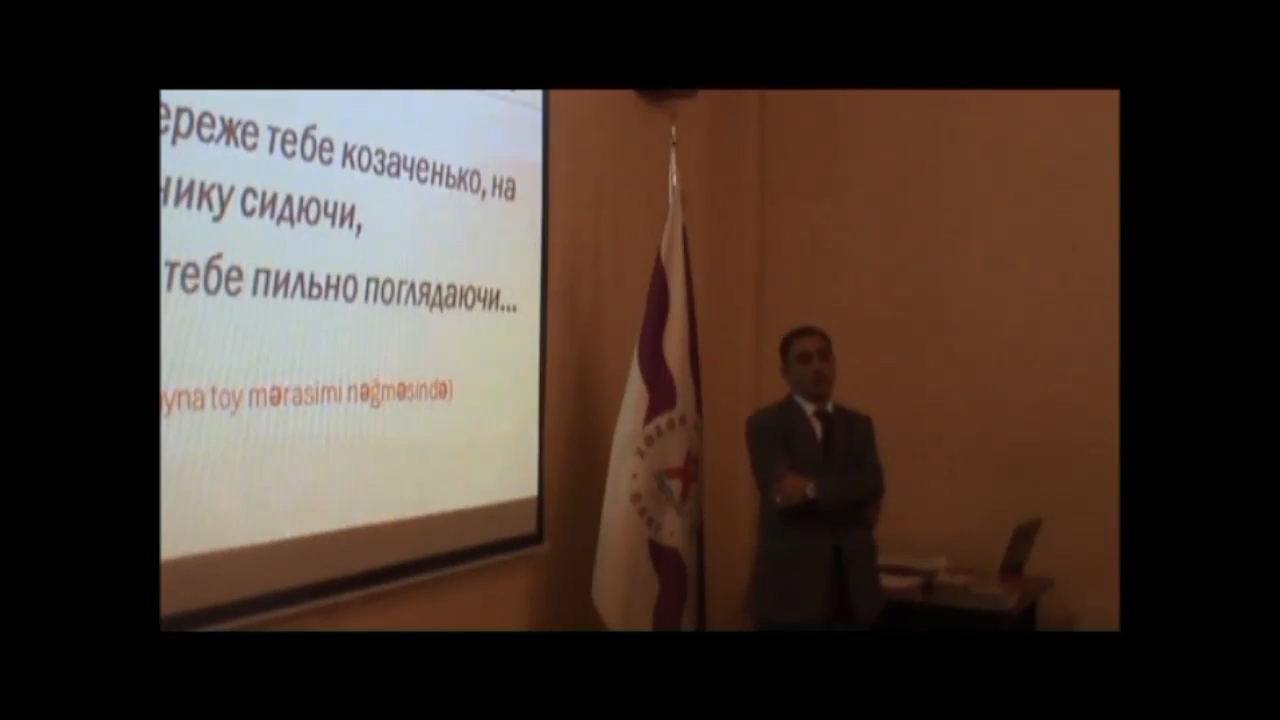 ереже тебе козаченько, на
нику сидючи,
тебе пильно поглядаючи...
yna toy mərasimi nəğməsində)